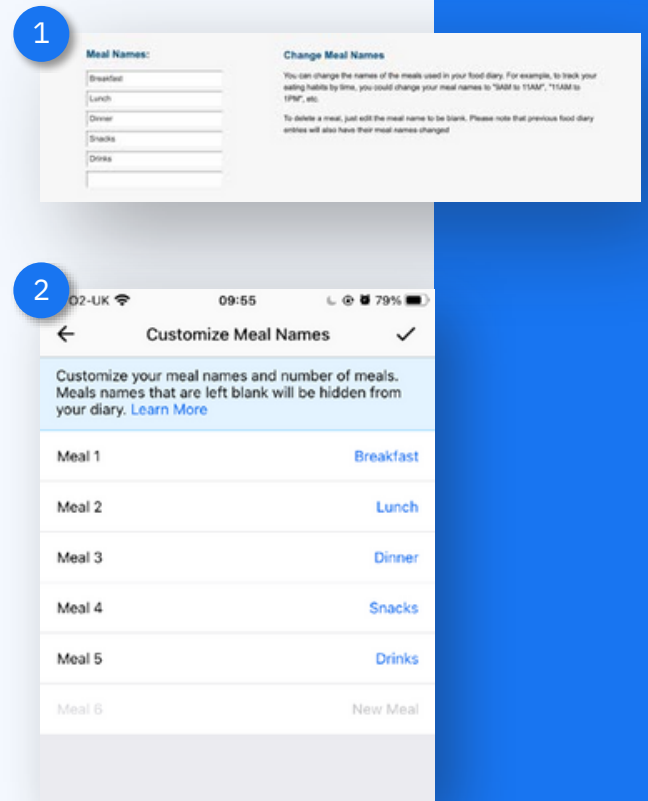 1
Meal Names:
Breakfast
Lunch
Dinner
Snacks
Drinks
Change Meal Names
You can change the names of the meals used in your food diary. For example, to track your
eating habits by time, you could change your meal names to "9AM to 11AM", "11AM to
1PM", etc.
To delete a meal, just edit the meal name to be blank. Please note that previous food diary
entries will also have their meal names changed
2
O2-UK 09:55 79%
Customize Meal Names
Customize your meal names and number of meals.
Meals names that are left blank will be hidden from
your diary. Learn More
Meal 1 Breakfast
Meal 2 Lunch
Meal 3 Dinner
Meal 4 Snacks
Meal 5 Drinks
Meal 6 New Meal